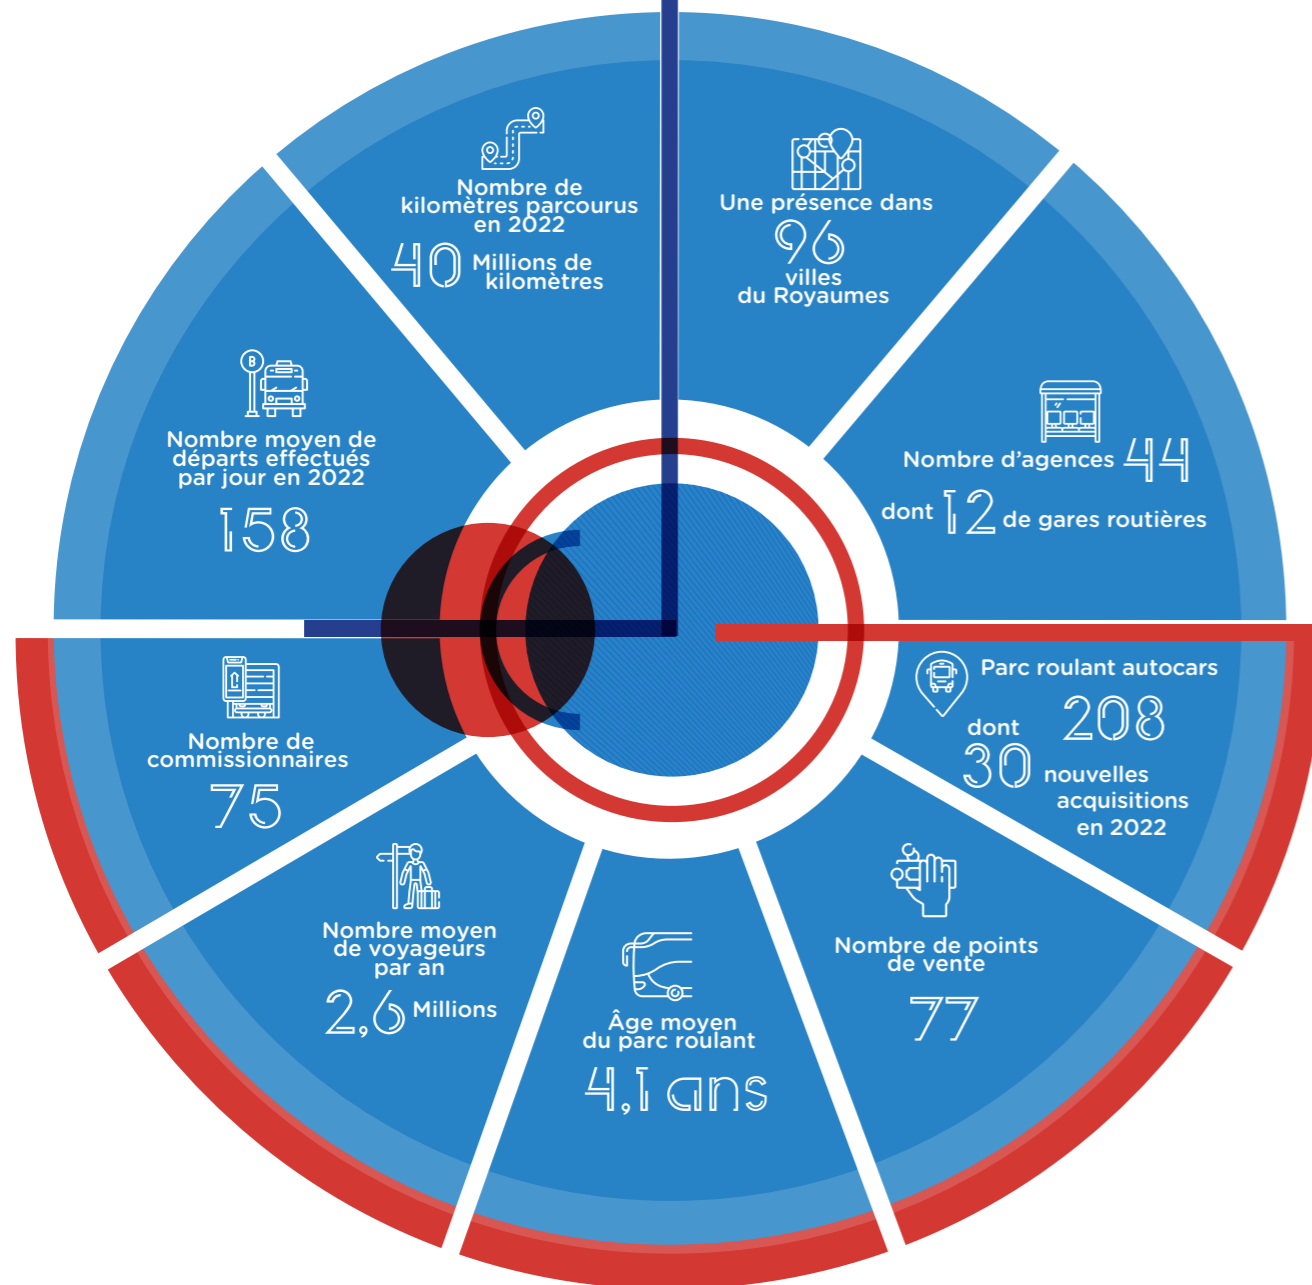 Nombre de
kilomètres parcourus
en 2022
40 Millions de
kilomètres
Une présence dans
96
villes
du Royaumes
Nombre d'agences 44
dont 12 de gares routières
Parc roulant autocars
208
dont
30 nouvelles
acquisitions
en 2022
Nombre de points
de vente
77
Âge moyen
du parc roulant
4,1 ans
Nombre moyen
de voyageurs
par an
2,6 Millions
Nombre de
commissionnaires
75
B
Nombre moyen de
départs effectués
par jour en 2022
158